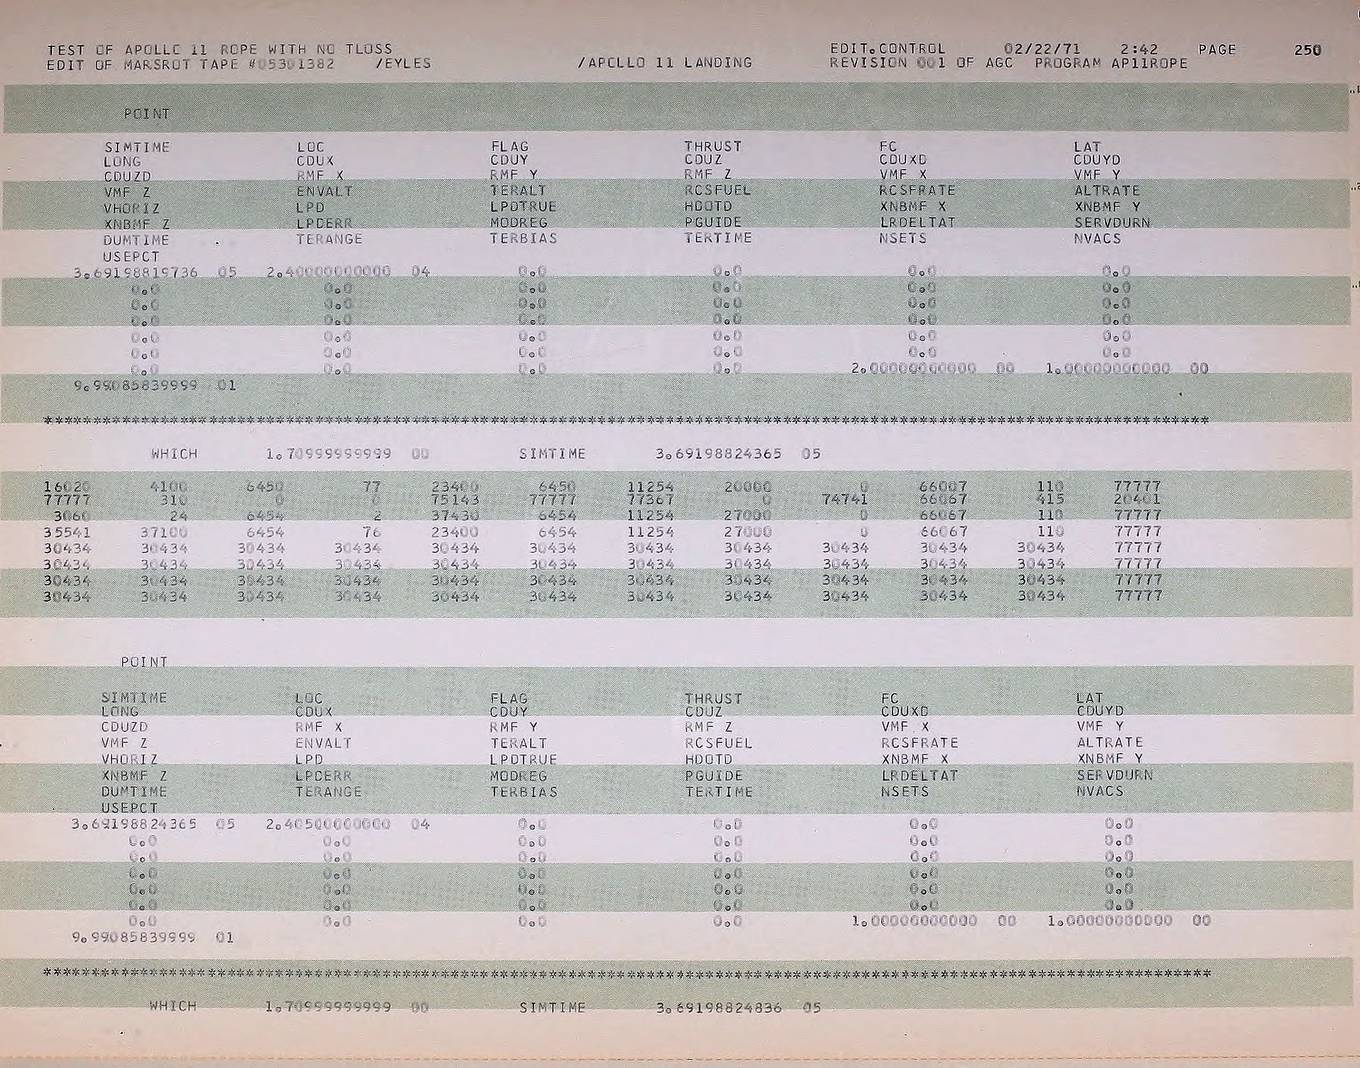 TEST OF APOLLO 11 ROPE WITH NO TLOSS EDIT.CONTROL 02/22/71 2:42 PAGE 250
EDIT OF MARSROT TAPE #05301382 /EYLES /APOLLO 11 LANDING REVISION 001 OF AGC PROGRAM AP11ROPE
POINT
SIMTIME LOC FLAG THRUST FC LAT
LONG CDUX CDUY CDUZ CDUXD CDUYD
CDUZD RMF X RMF Y RMF Z VMF X VMF Y
VMF Z ENVALT TERALT RCSFUEL RCSFRATE ALTRATE
VHORIZ LPD LPDTRUE HDOTD XNBMF X XNBMF Y
XNBMF Z LPDERR MODREG PGUIDE LRDELTAT SERVDURN
DUMTIME TERANGE TERBIAS TERTIME NSETS NVACS
USEPCT
3.69198819736 05 2.40000000000 04 0.0 0.0 0.0 0.0
0.0 0.0 0.0 0.0 0.0 0.0
0.0 0.0 0.0 0.0 0.0 0.0
0.0 0.0 0.0 0.0 0.0 0.0
0.0 0.0 0.0 0.0 0.0 0.0
0.0 0.0 0.0 0.0 0.0 0.0
0.0 0.0 0.0 0.0 2.00000000000 00 1.00000000000 00
9.99085839999 01
************************************************************************************************************************
WHICH 1.70999999999 00 SIMTIME 3.69198824365 05
16020 4100 6450 77 23400 6450 11254 20000 0 66007 110 77777
77777 310 0 0 75143 77777 77367 0 74741 66067 415 20401
3060 24 6454 2 37430 6454 11254 27000 0 66067 110 77777
35541 37100 6454 76 23400 6454 11254 27000 0 66067 110 77777
30434 30434 30434 30434 30434 30434 30434 30434 30434 30434 30434 77777
30434 30434 30434 30434 30434 30434 30434 30434 30434 30434 30434 77777
30434 30434 30434 30434 30434 30434 30434 30434 30434 30434 30434 77777
30434 30434 30434 30434 30434 30434 30434 30434 30434 30434 30434 77777
POINT
SIMTIME LOC FLAG THRUST FC LAT
LONG CDUX CDUY CDUZ CDUXD CDUYD
CDUZD RMF X RMF Y RMF Z VMF X VMF Y
VMF Z ENVALT TERALT RCSFUEL RCSFRATE ALTRATE
VHORIZ LPD LPDTRUE HDOTD XNBMF X XNBMF Y
XNBMF Z LPDERR MODREG PGUIDE LRDELTAT SERVDURN
DUMTIME TERANGE TERBIAS TERTIME NSETS NVACS
USEPCT
3.69198824365 05 2.40500000000 04 0.0 0.0 0.0 0.0
0.0 0.0 0.0 0.0 0.0 0.0
0.0 0.0 0.0 0.0 0.0 0.0
0.0 0.0 0.0 0.0 0.0 0.0
0.0 0.0 0.0 0.0 0.0 0.0
0.0 0.0 0.0 0.0 0.0 0.0
0.0 0.0 0.0 0.0 1.00000000000 00 1.00000000000 00
9.99085839999 01
************************************************************************************************************************
WHICH 1.70999999999 00 SIMTIME 3.69198824836 05